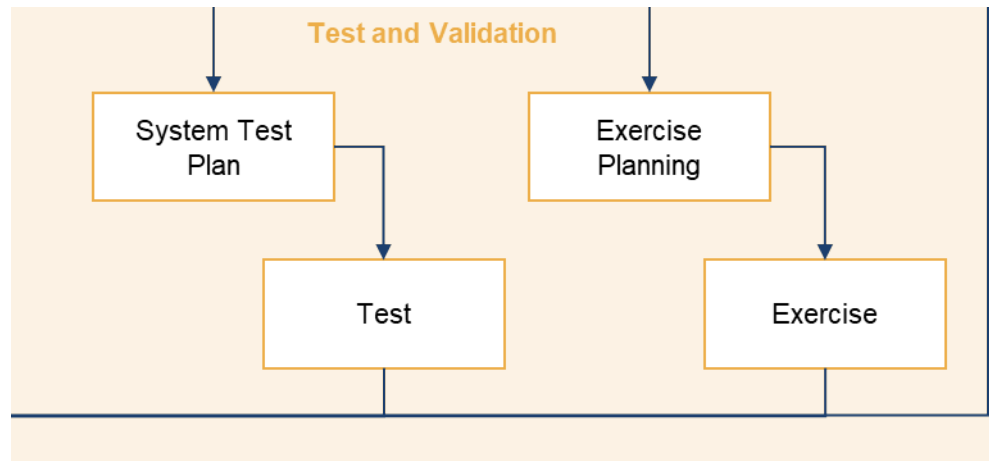 Test and Validation
System Test
Plan
Exercise
Planning
Test
Exercise